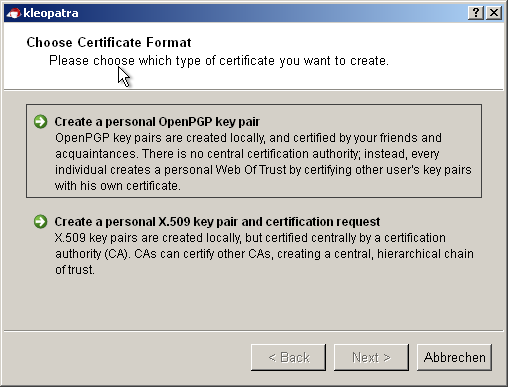 kleopatra
Choose Certificate Format
Please choose which type of certificate you want to create.
Create a personal OpenPGP key pair
OpenPGP key pairs are created locally, and certified by your friends and
acquaintances. There is no central certification authority; instead, every
individual creates a personal Web Of Trust by certifying other user's key pairs
with his own certificate.
Create a personal X.509 key pair and certification request
X.509 key pairs are created locally, but certified centrally by a certification
authority (CA). CAs can certify other CAs, creating a central, hierarchical chain
of trust.
< Back Next > Abbrechen